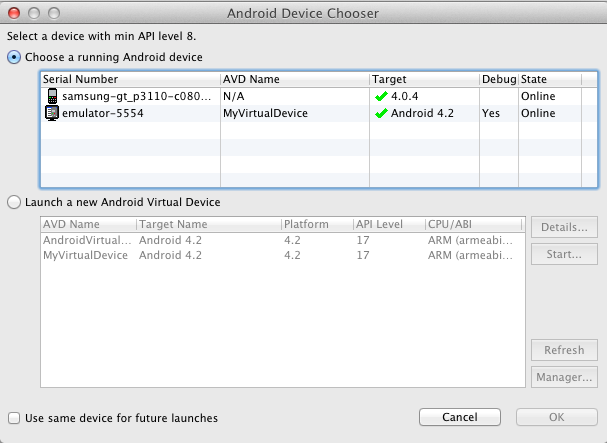 Android Device Chooser
Select a device with min API level 8.
Choose a running Android device
Serial Number AVD Name Target Debug State
samsung-gt_p3110-c080... N/A 4.0.4 Online
emulator-5554 MyVirtualDevice Android 4.2 Yes Online
Launch a new Android Virtual Device
AVD Name Target Name Platform API Level CPU/ABI
AndroidVirtual... Android 4.2 4.2 17 ARM (armeabi...
MyVirtualDevice Android 4.2 4.2 17 ARM (armeabi...
Details...
Start...
Refresh
Manager...
Use same device for future launches
Cancel OK